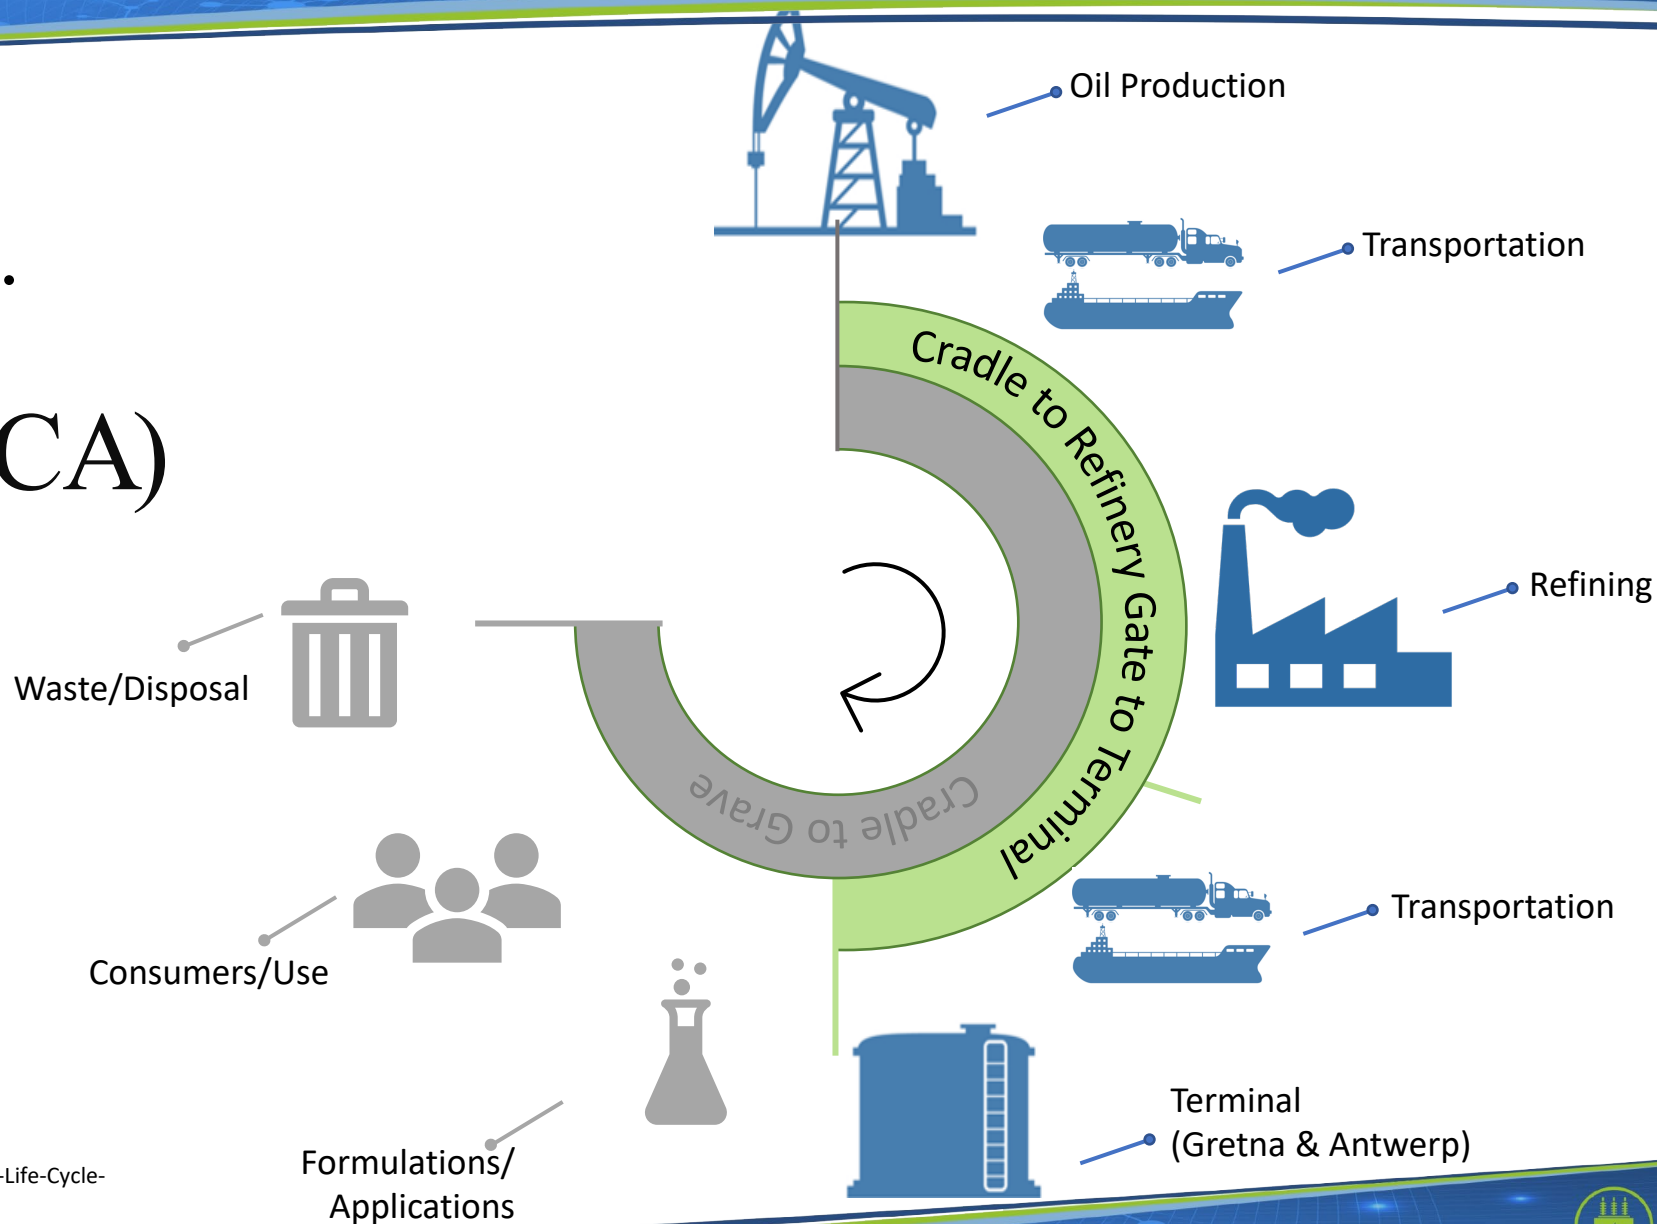 .
CA)
Oil Production
Transportation
Cradle to Refinery Gate to Terminal
Refining
Cradle to Grave
Transportation
Terminal
(Gretna & Antwerp)
Waste/Disposal
Consumers/Use
Formulations/
Applications
-Life-Cycle-